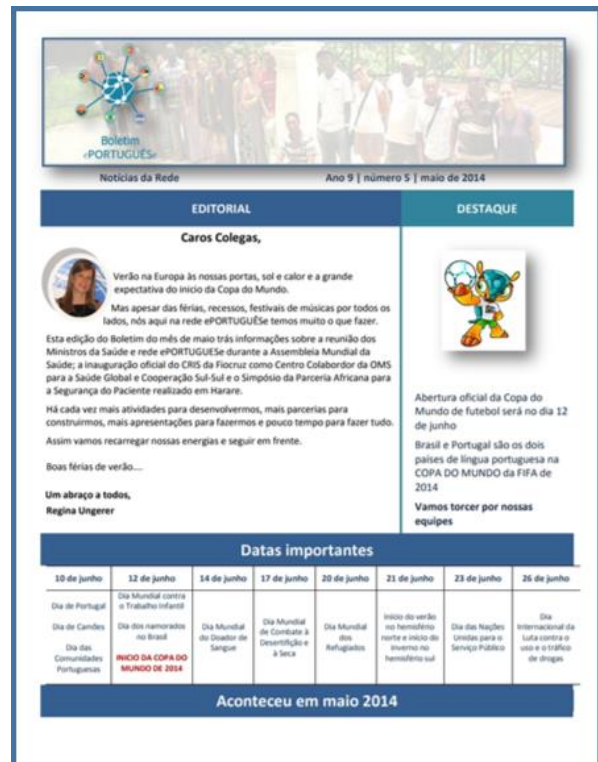 Boletim
ePORTUGUÊSe
Notícias da Rede
Ano 9 | número 5 | maio de 2014
EDITORIAL
Caros Colegas,
Verão na Europa às nossas portas, sol e calor e a grande
expectativa do inicio da Copa do Mundo.
Mas apesar das férias, recessos, festivais de músicas por todos os
lados, nós aqui na rede ePORTUGUÊSe temos muito o que fazer.
Esta edição do Boletim do mês de maio trás informações sobre a reunião dos
Ministros da Saúde e rede ePORTUGUESe durante a Assembleia Mundial da
Saúde; a inauguração oficial do CRIS da Fiocruz como Centro Colabordor da OMS
para a Saúde Global e Cooperação Sul-Sul e o Simpósio da Parceria Africana para
a Segurança do Paciente realizado em Harare.
Há cada vez mais atividades para desenvolvermos, mais parcerias para
construirmos, mais apresentações para fazermos e pouco tempo para fazer tudo.
Assim vamos recarregar nossas energias e seguir em frente.
Boas férias de verão....
Um abraço a todos,
Regina Ungerer
DESTAQUE
Abertura oficial da Copa do
Mundo de futebol será no dia 12
de junho
Brasil e Portugal são os dois
países de língua portuguesa na
COPA DO MUNDO da FIFA de
2014
Vamos torcer por nossas
equipes
Datas importantes
10 de junho
Dia de Portugal
Dia de Camões
Dia das
Comunidades
Portuguesas
12 de junho
Dia Mundial contra
o Trabalho Infantil
Dia dos namorados
no Brasil
INICIO DA COPA DO
MUNDO DE 2014
14 de junho
Dia Mundial
do Doador de
Sangue
17 de junho
Dia Mundial
de Combate à
Desertifição e
à Seca
20 de junho
Dia Mundial
dos
Refugiados
21 de junho
Início do verão
no hemisfério
norte e início do
inverno no
hemisfério sul
23 de junho
Dia das Nações
Unidas para o
Serviço Público
26 de junho
Dia
Internacional da
Luta contra o
uso e o tráfico
de drogas
Aconteceu em maio 2014